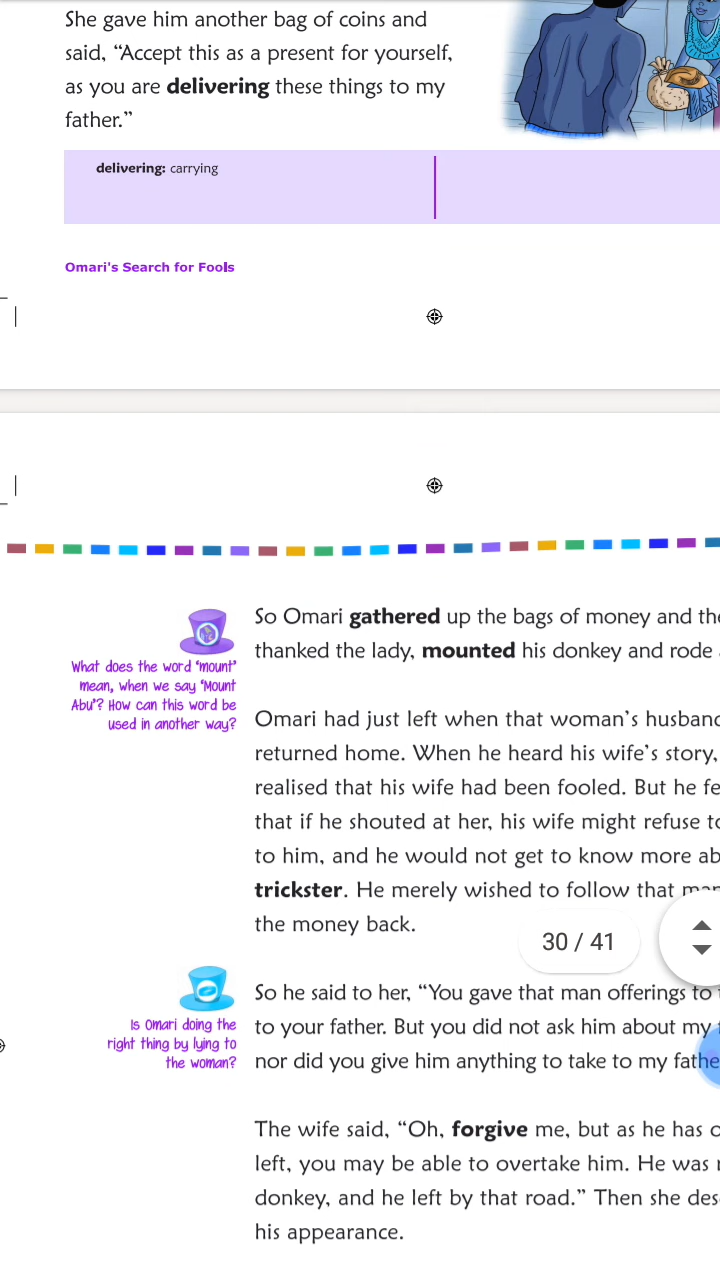 She gave him another bag of coins and
said, “Accept this as a present for yourself,
as you are delivering these things to my
father.”
delivering: carrying
Omari's Search for Fools
What does the word ‘mount’
mean, when we say ‘Mount
Abu’? How can this word be
used in another way?
So Omari gathered up the bags of money and
thanked the lady, mounted his donkey and rode
Omari had just left when that woman’s
returned home. When he heard his wife’s story,
realised that his wife had been fooled. But he
that if he shouted at her, his wife might refuse
to him, and he would not get to know more
trickster. He merely wished to follow that
the money back.
30 / 41
Is Omari doing the
right thing by lying to
the woman?
So he said to her, “You gave that man offerings to
to your father. But you did not ask him about my
nor did you give him anything to take to my
The wife said, “Oh, forgive me, but as he has
left, you may be able to overtake him. He was
donkey, and he left by that road.” Then she
his appearance.